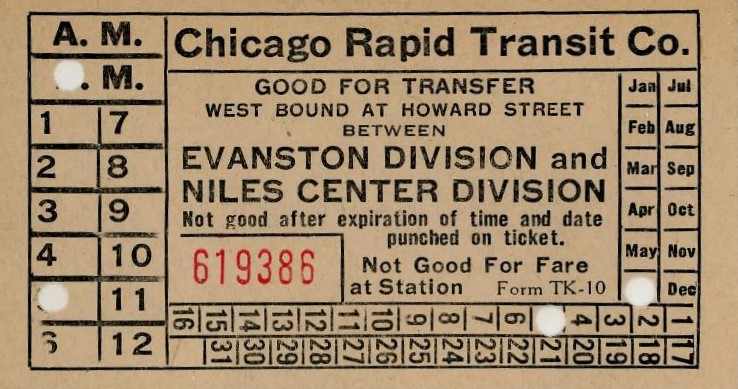 A. M.
. M.
1 7
2 8
3 9
4 10
11
6 12
Chicago Rapid Transit Co.
GOOD FOR TRANSFER
WEST BOUND AT HOWARD STREET
BETWEEN
EVANSTON DIVISION and
NILES CENTER DIVISION
Not good after expiration of time and date
punched on ticket.
619386
Not Good For Fare
at Station Form TK-10
Jan Jul
Feb Aug
Mar Sep
Apr Oct
May Nov
Dec
16 15 14 13 12 11 10 9 8 7 6 4 3 2 1
31 30 29 28 27 26 25 24 23 22 21 20 19 18 17